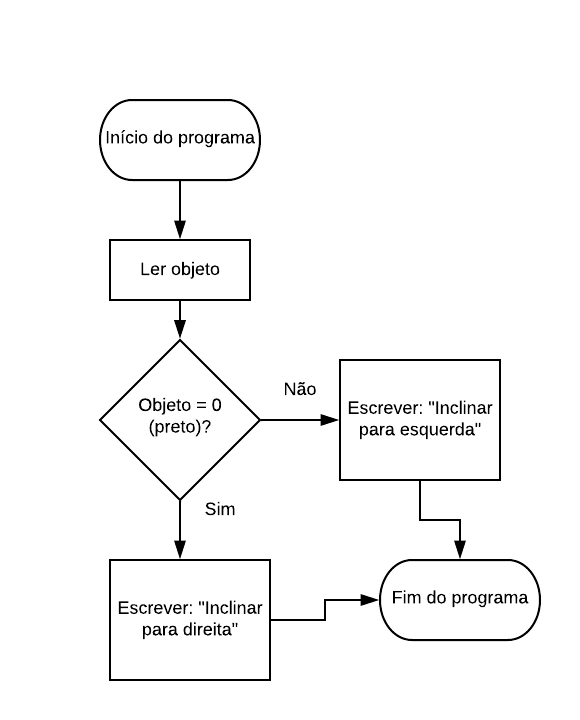 Início do programa
Ler objeto
Objeto = 0
(preto)?
Não
Escrever: "Inclinar
para esquerda"
Sim
Escrever: "Inclinar
para direita"
Fim do programa